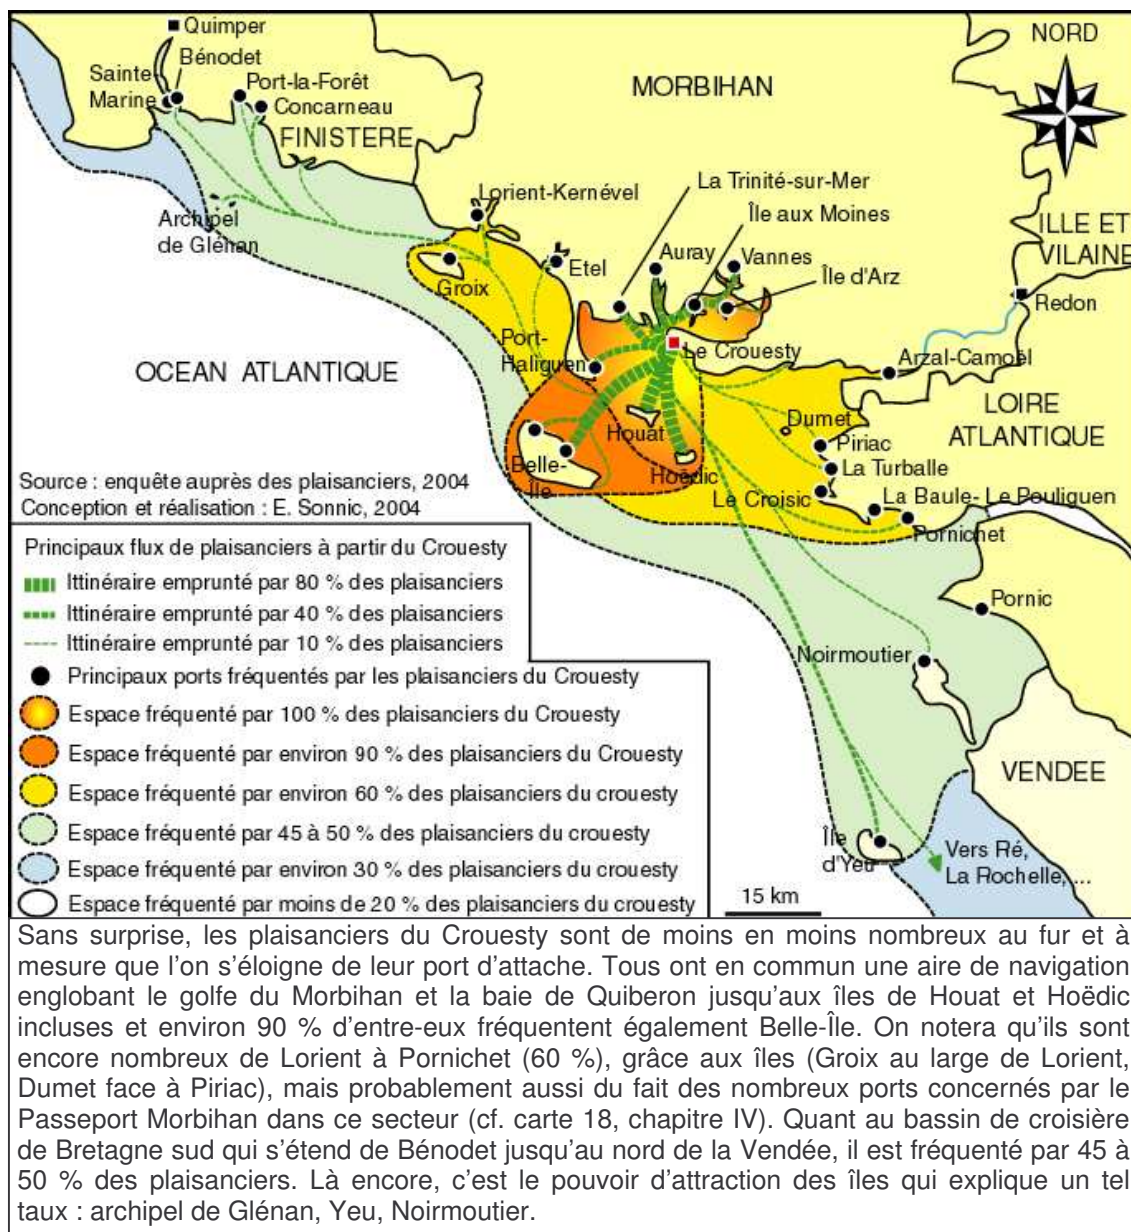 NORD
Quimper
Bénodet
Sainte-
Marine
Port-la-Forêt
Concarneau
FINISTERE
MORBIHAN
La Trinité-sur-Mer
Lorient-Kernével
Île aux Moines
ILLE ET
VILAINE
Archipel
de Glénan
Auray
Vannes
Etel
Île d'Arz
Groix
Redon
Port-
Haliguen
Le Crouesty
Arzal-Camoël
OCEAN ATLANTIQUE
LOIRE
ATLANTIQUE
Dumet
Houat
Piriac
Belle-
Île
Hoëdic
La Turballe
Le Croisic
La Baule- Le Pouliguen
Pornichet
Source : enquête auprès des plaisanciers, 2004
Conception et réalisation : E. Sonnic, 2004
Pornic
Noirmoutier
VENDEE
Île
d'Yeu
Vers Ré,
La Rochelle, ...
15 km
Principaux flux de plaisanciers à partir du Crouesty
Ittinéraire emprunté par 80 % des plaisanciers
Ittinéraire emprunté par 40 % des plaisanciers
Ittinéraire emprunté par 10 % des plaisanciers
Principaux ports fréquentés par les plaisanciers du Crouesty
Espace fréquenté par 100 % des plaisanciers du Crouesty
Espace fréquenté par environ 90 % des plaisanciers du Crouesty
Espace fréquenté par environ 60 % des plaisanciers du crouesty
Espace fréquenté par 45 à 50 % des plaisanciers du crouesty
Espace fréquenté par environ 30 % des plaisanciers du crouesty
Espace fréquenté par moins de 20 % des plaisanciers du crouesty
Sans surprise, les plaisanciers du Crouesty sont de moins en moins nombreux au fur et à
mesure que l'on s'éloigne de leur port d'attache. Tous ont en commun une aire de navigation
englobant le golfe du Morbihan et la baie de Quiberon jusqu'aux îles de Houat et Hoëdic
incluses et environ 90 % d'entre-eux fréquentent également Belle-Île. On notera qu'ils sont
encore nombreux de Lorient à Pornichet (60 %), grâce aux îles (Groix au large de Lorient,
Dumet face à Piriac), mais probablement aussi du fait des nombreux ports concernés par le
Passeport Morbihan dans ce secteur (cf. carte 18, chapitre IV). Quant au bassin de croisière
de Bretagne sud qui s'étend de Bénodet jusqu'au nord de la Vendée, il est fréquenté par 45 à
50 % des plaisanciers. Là encore, c'est le pouvoir d'attraction des îles qui explique un tel
taux : archipel de Glénan, Yeu, Noirmoutier.